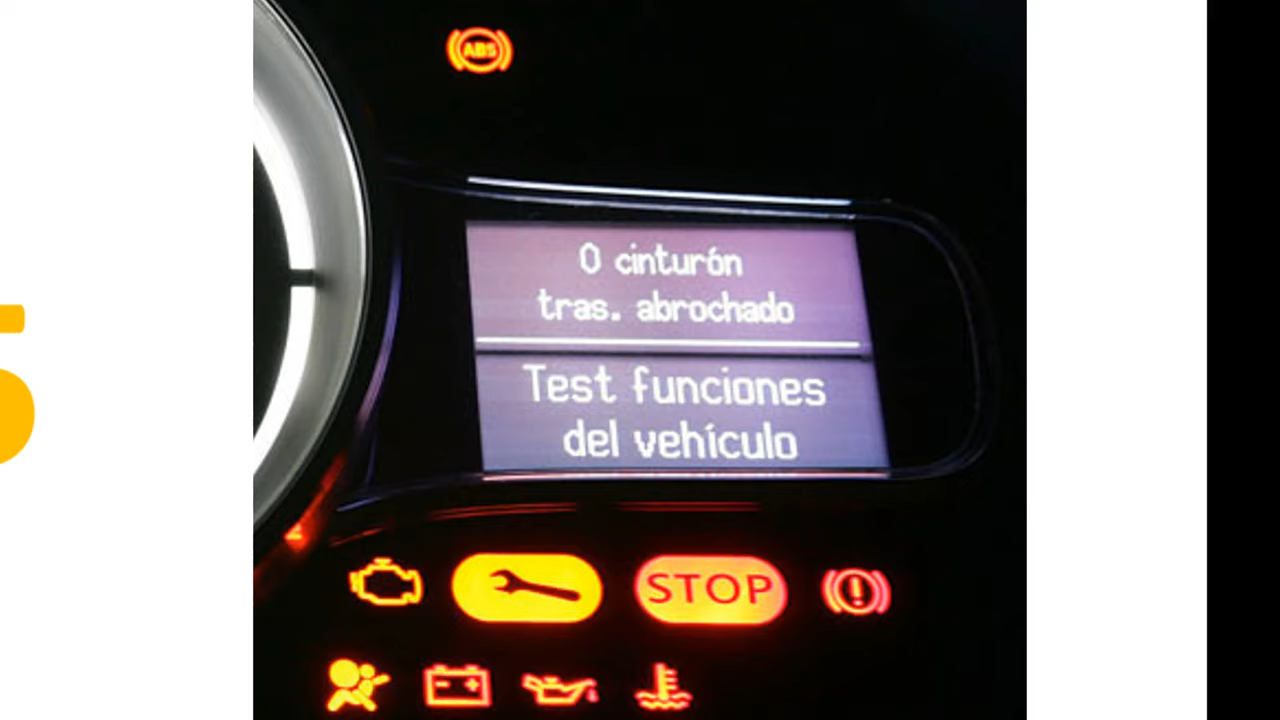 ABS
0 cinturón
tras. abrochado
Test funciones
del vehículo
STOP